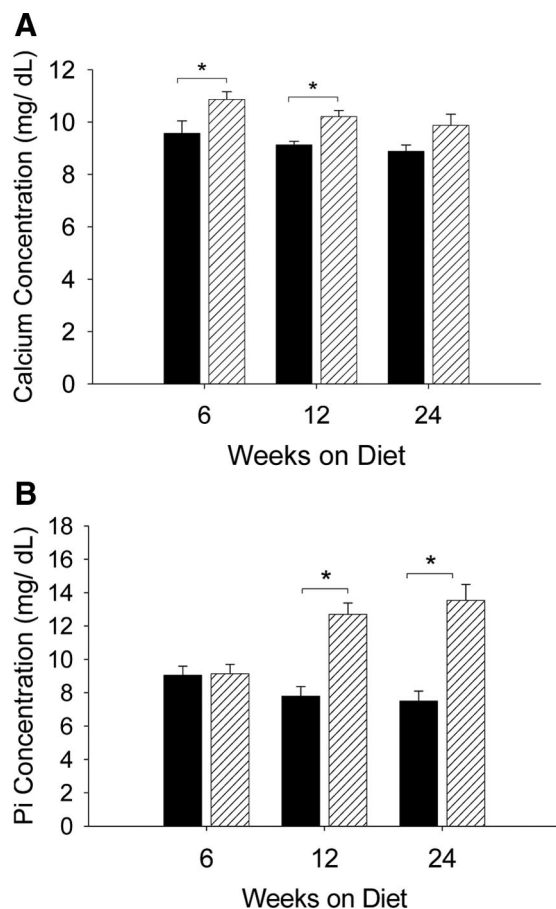 A
Calcium Concentration (mg/ dL)
12
10
8
6
4
2
0
*
*
6 12 24
Weeks on Diet
B
Pi Concentration (mg/ dL)
18
16
14
12
10
8
6
4
2
0
*
*
6 12 24
Weeks on Diet